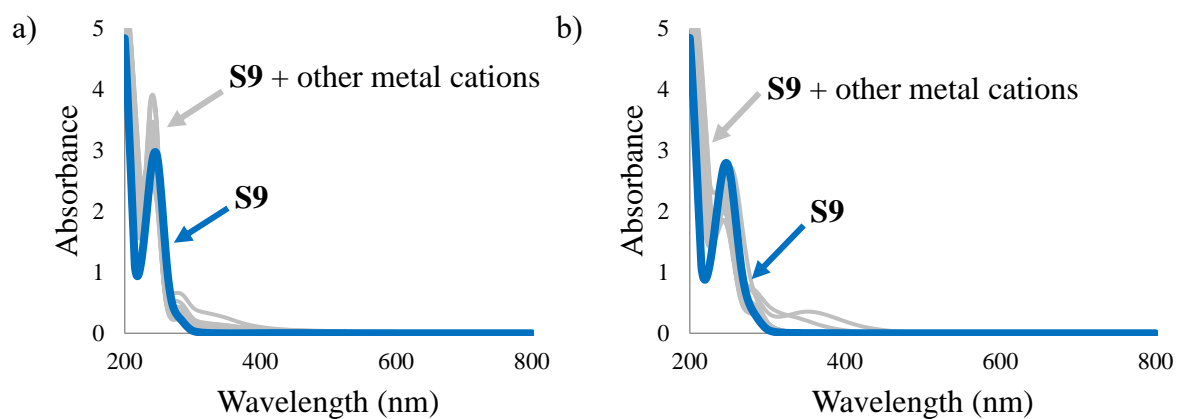 a)
5
4
3
2
1
0
Absorbance
S9 + other metal cations
S9
200
400
600
800
Wavelength (nm)
b)
5
4
3
2
1
0
Absorbance
S9 + other metal cations
S9
200
400
600
800
Wavelength (nm)